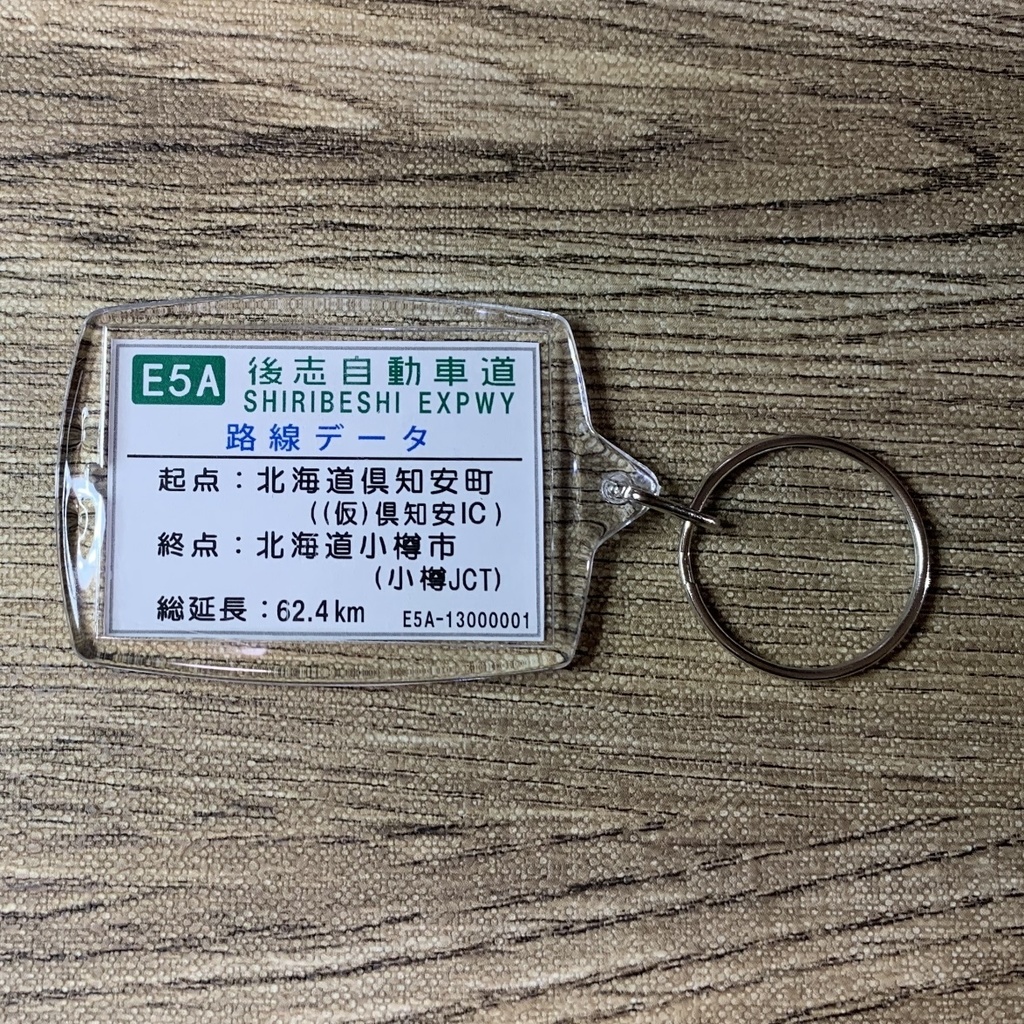 E5A 後志自動車道
SHIRIBESHI EXPWY
路線データ
起点：北海道倶知安町
((仮)倶知安IC)
終点：北海道小樽市
(小樽JCT)
総延長：62.4km E5A-13000001